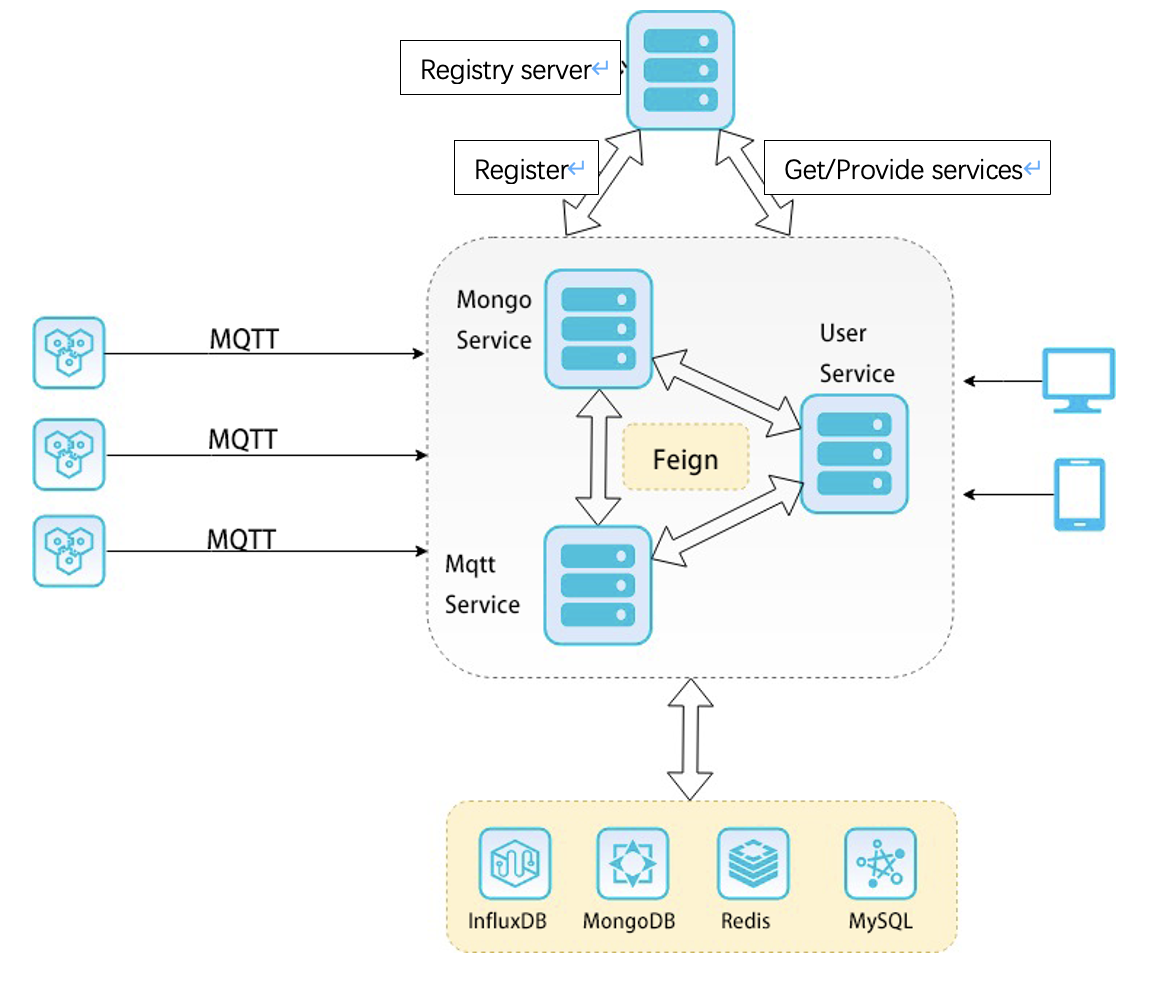 Registry server↵
Register↵
Get/Provide services↵
Mongo
Service
User
Service
MQTT
MQTT
MQTT
Feign
Mqtt
Service
InfluxDB
MongoDB
Redis
MySQL